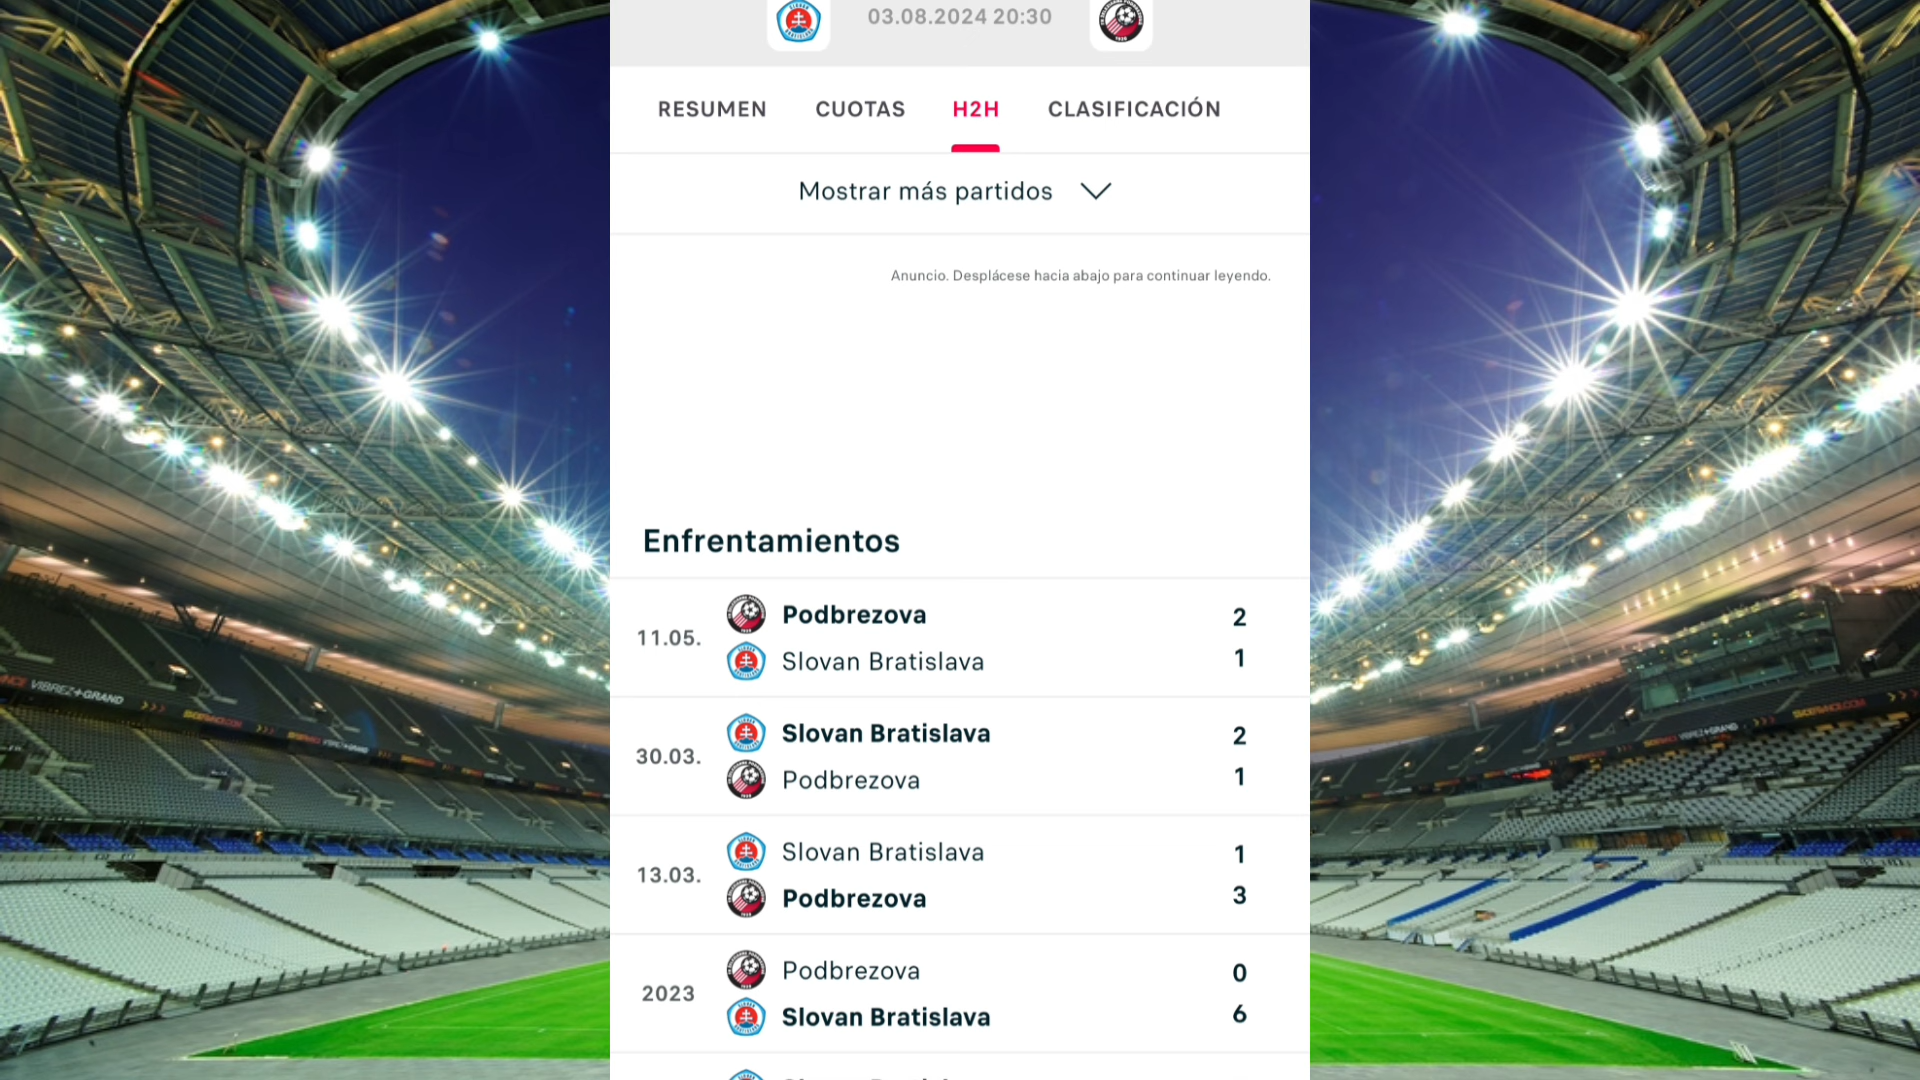 03.08.2024 20:30
RESUMEN CUOTAS H2H CLASIFICACIÓN
Mostrar más partidos
Anuncio. Desplácese hacia abajo para continuar leyendo.
Enfrentamientos
11.05.
Podbrezova 2
Slovan Bratislava 1
30.03.
Slovan Bratislava 2
Podbrezova 1
13.03.
Slovan Bratislava 1
Podbrezova 3
2023
Podbrezova 0
Slovan Bratislava 6
VIBREZ+GRAND